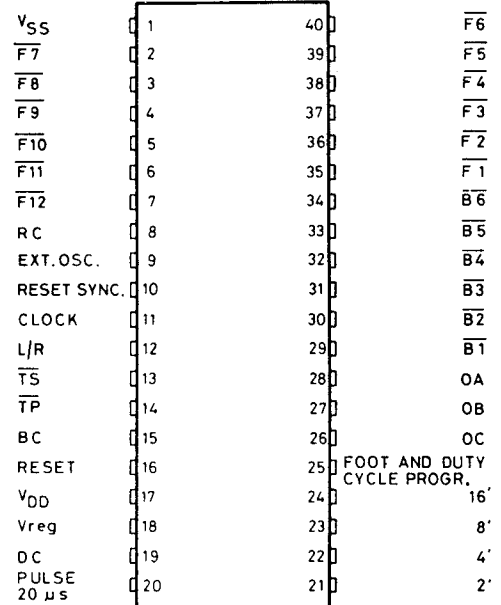 VSS 1 40 F6
F7 2 39 F5
F8 3 38 F4
F9 4 37 F3
F10 5 36 F2
F11 6 35 F1
F12 7 34 B6
RC 8 33 B5
EXT.OSC. 9 32 B4
RESET SYNC. 10 31 B3
CLOCK 11 30 B2
L/R 12 29 B1
TS 13 28 OA
TP 14 27 OB
BC 15 26 OC
RESET 16 25 FOOT AND DUTY
CYCLE PROGR.
VDD 17 24 16'
Vreg 18 23 8'
DC 19 22 4'
PULSE
20 μs 20 21 2'